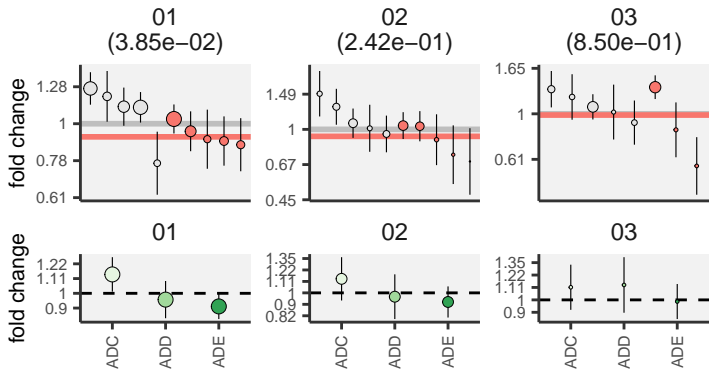 01
(3.85e−02)
02
(2.42e−01)
03
(8.50e−01)
fold change
1.28
1
0.78
0.61
1.49
1
0.67
0.45
1.65
1
0.61
01
02
03
fold change
1.22
1.11
1
0.9
1.35
1.22
1.11
1
0.9
0.82
1.35
1.22
1.11
1
0.9
ADC
ADD
ADE
ADC
ADD
ADE
ADC
ADD
ADE